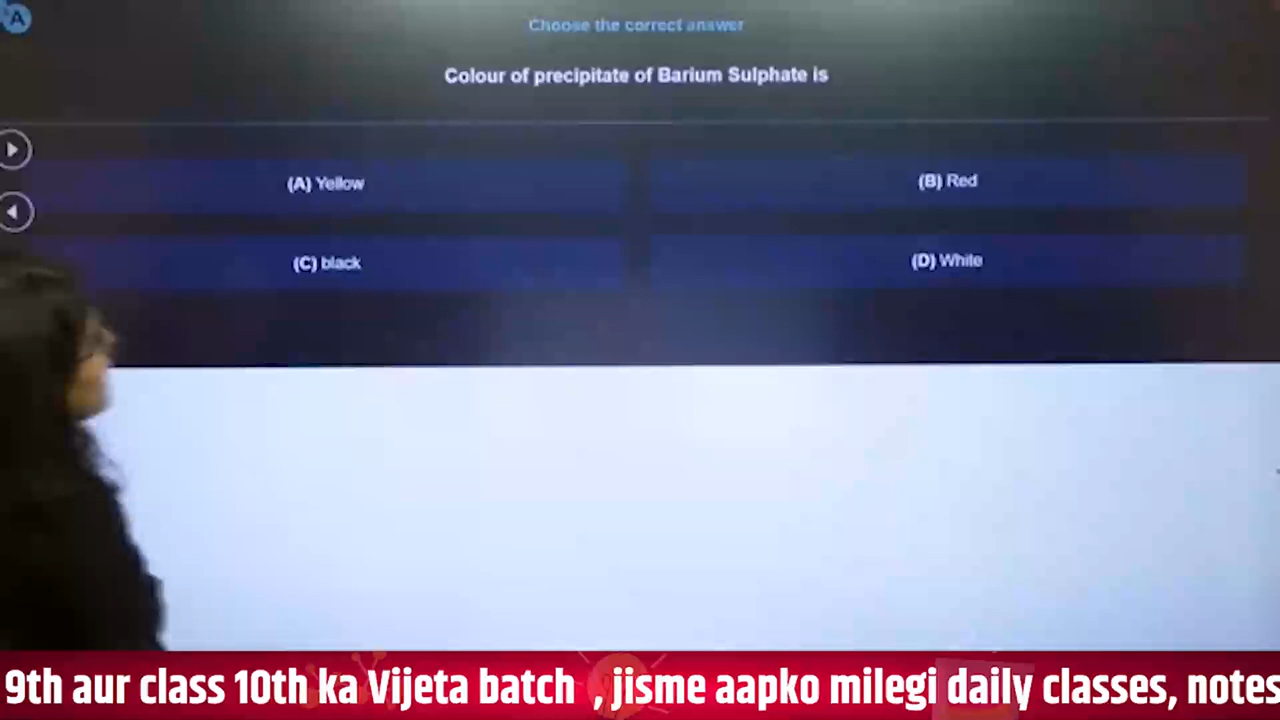 A
Choose the correct answer
Colour of precipitate of Barium Sulphate is
(A) Yellow
(B) Red
(C) black
(D) White
9th aur class 10th ka Vijeta batch , jisme aapko milegi daily classes, notes